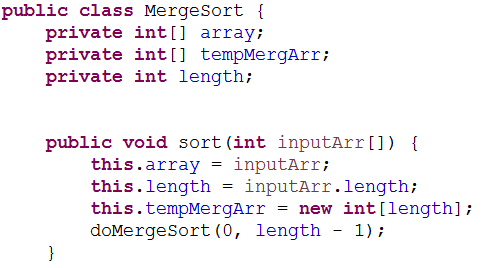 public class MergeSort {
    private int[] array;
    private int[] tempMergArr;
    private int length;

    public void sort(int inputArr[]) {
        this.array = inputArr;
        this.length = inputArr.length;
        this.tempMergArr = new int[length];
        doMergeSort(0, length - 1);
    }